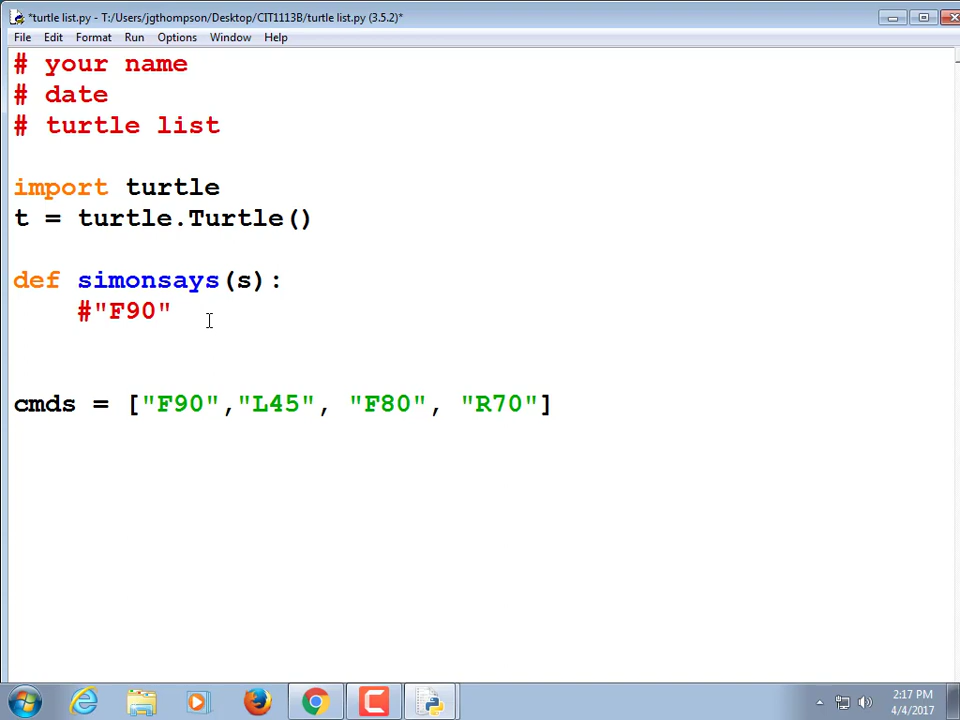 *turtle list.py - T:/Users/jgthompson/Desktop/CIT1113B/turtle list.py (3.5.2)*
File Edit Format Run Options Window Help
# your name
# date
# turtle list
import turtle
t = turtle.Turtle()
def simonsays(s):
    #"F90"
cmds = ["F90","L45", "F80", "R70"]
2:17 PM
4/4/2017